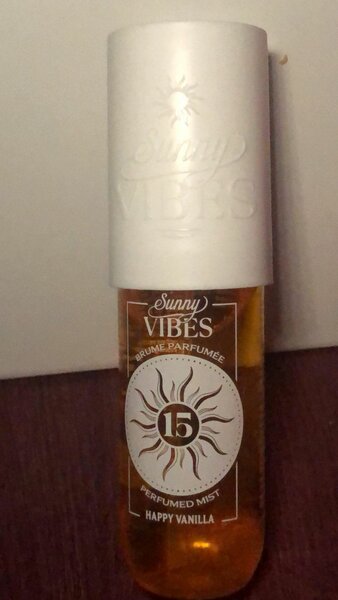 Sunny
VIBES
Sunny
VIBES
BRUME PARFUMÉE
15
PERFUMED MIST
HAPPY VANILLA